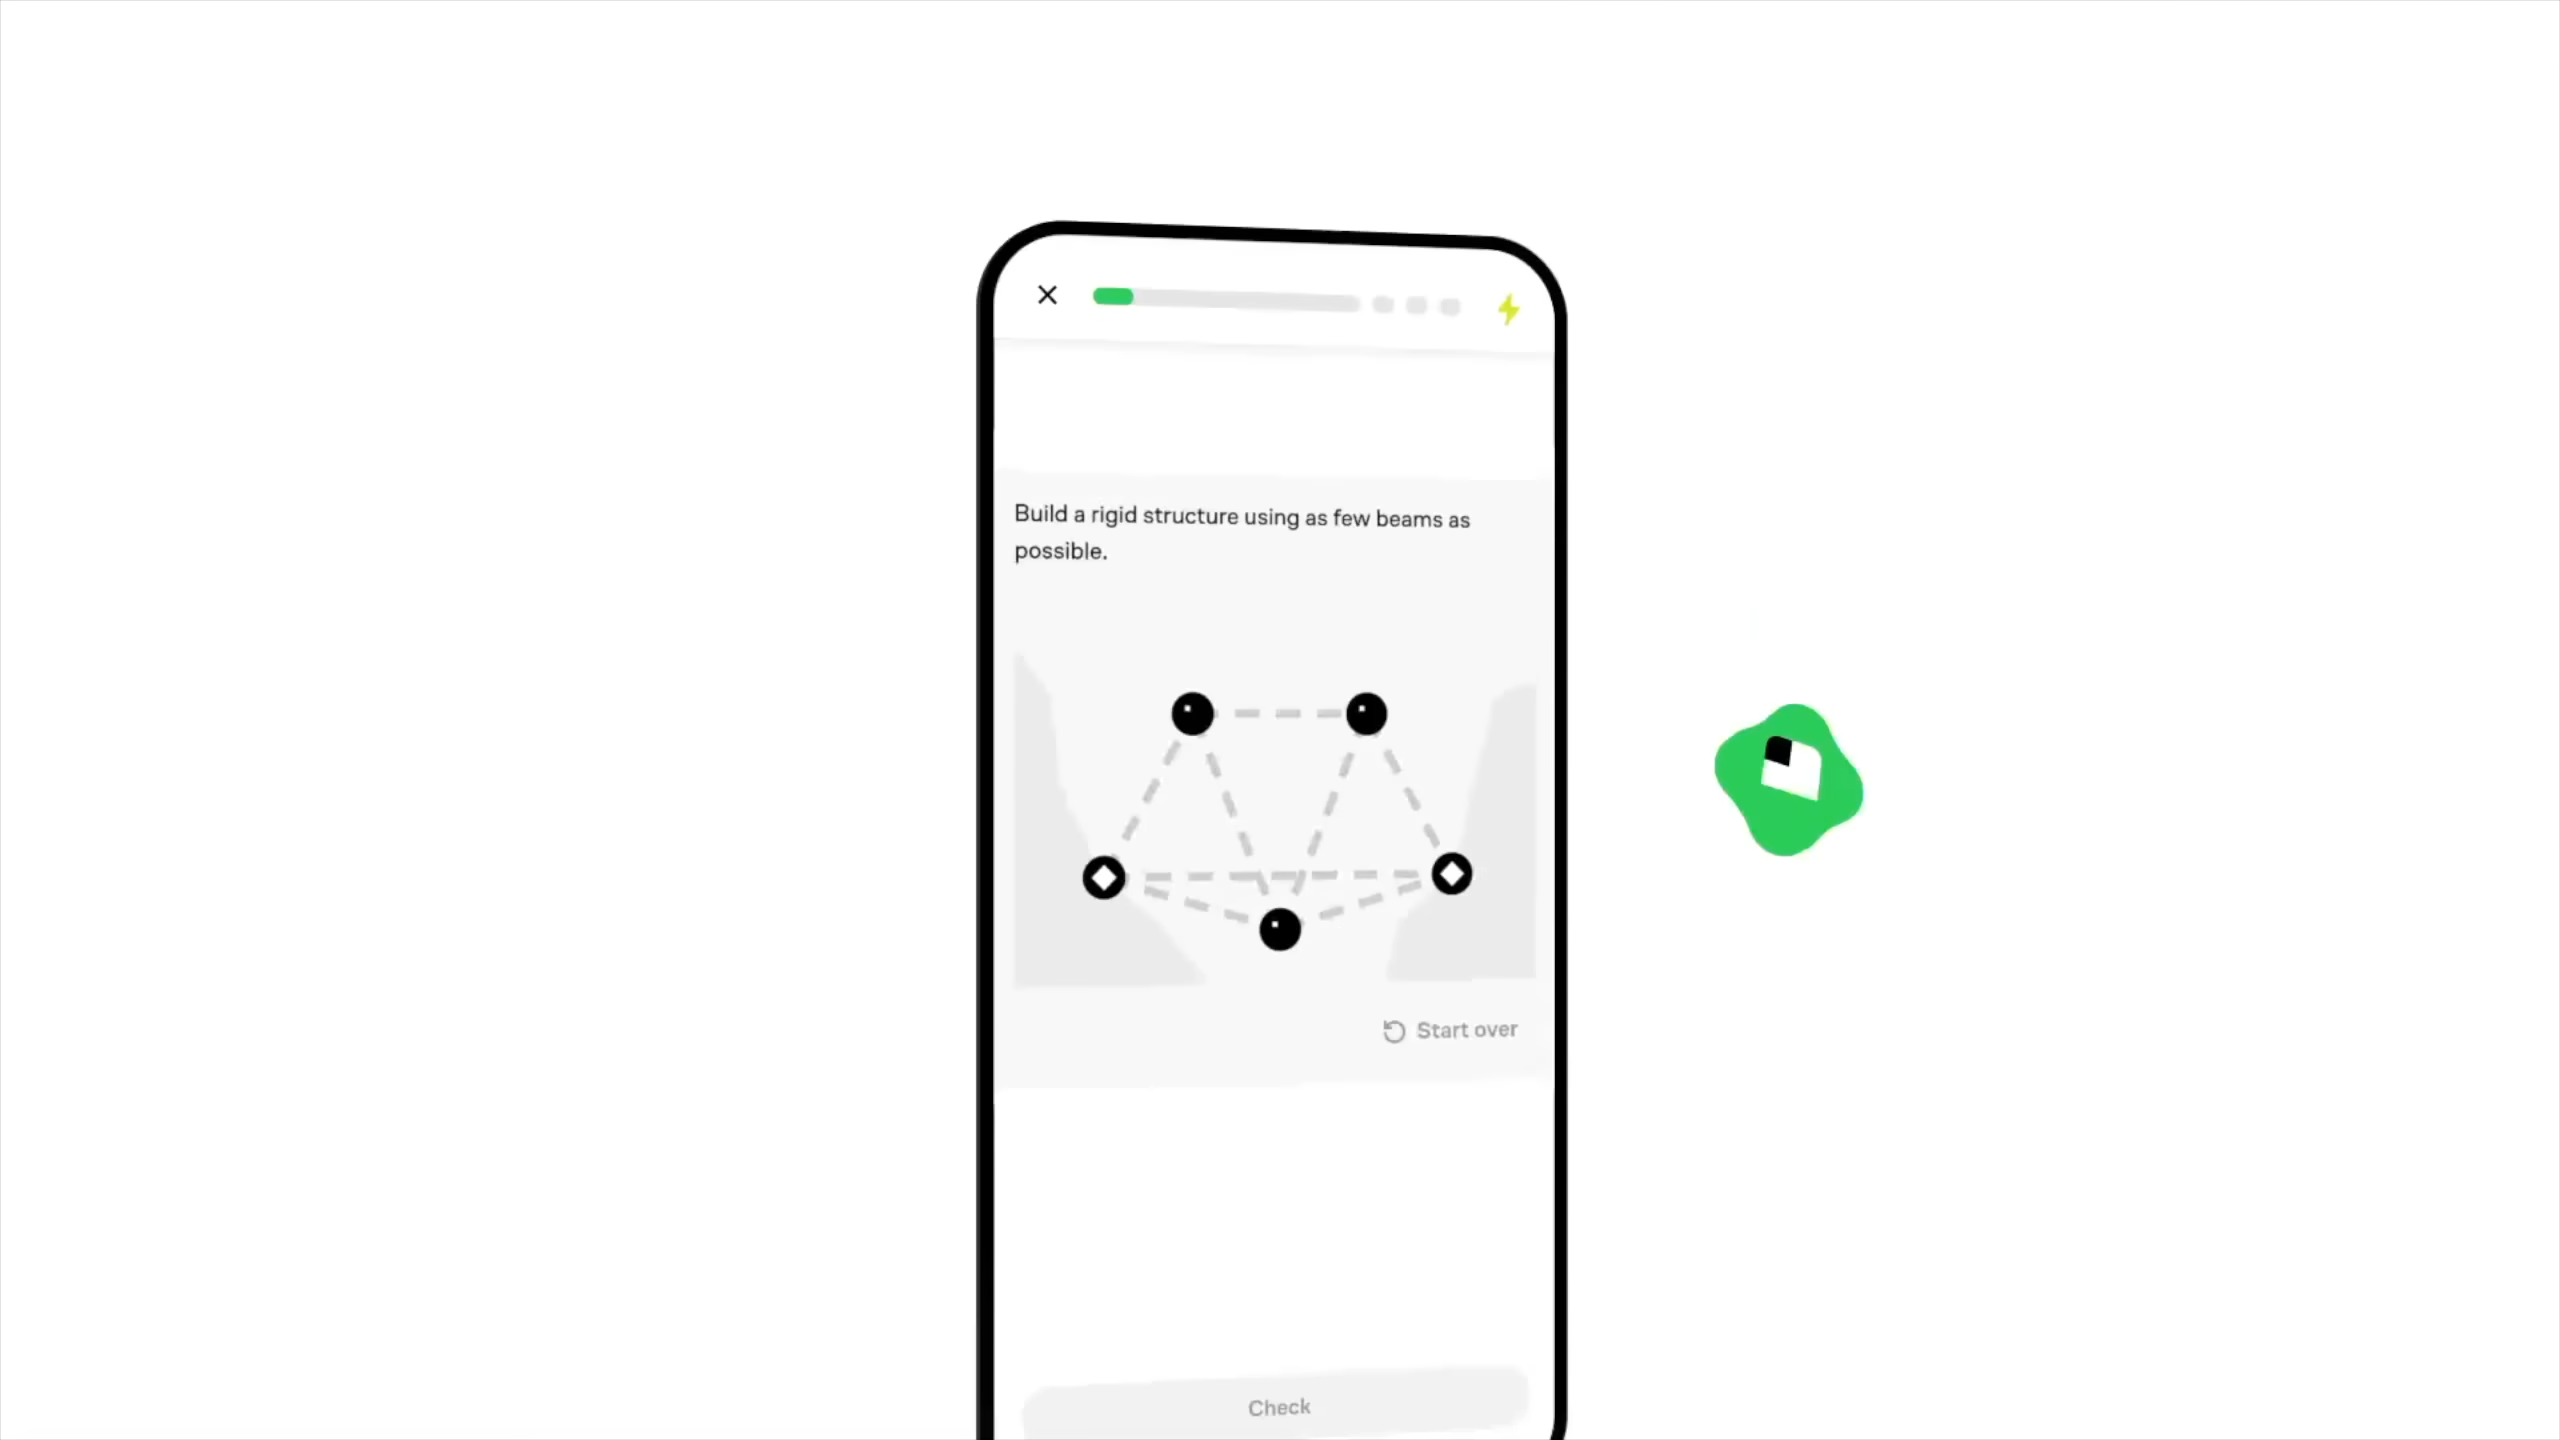 Build a rigid structure using as few beams as
possible.
Start over
Check